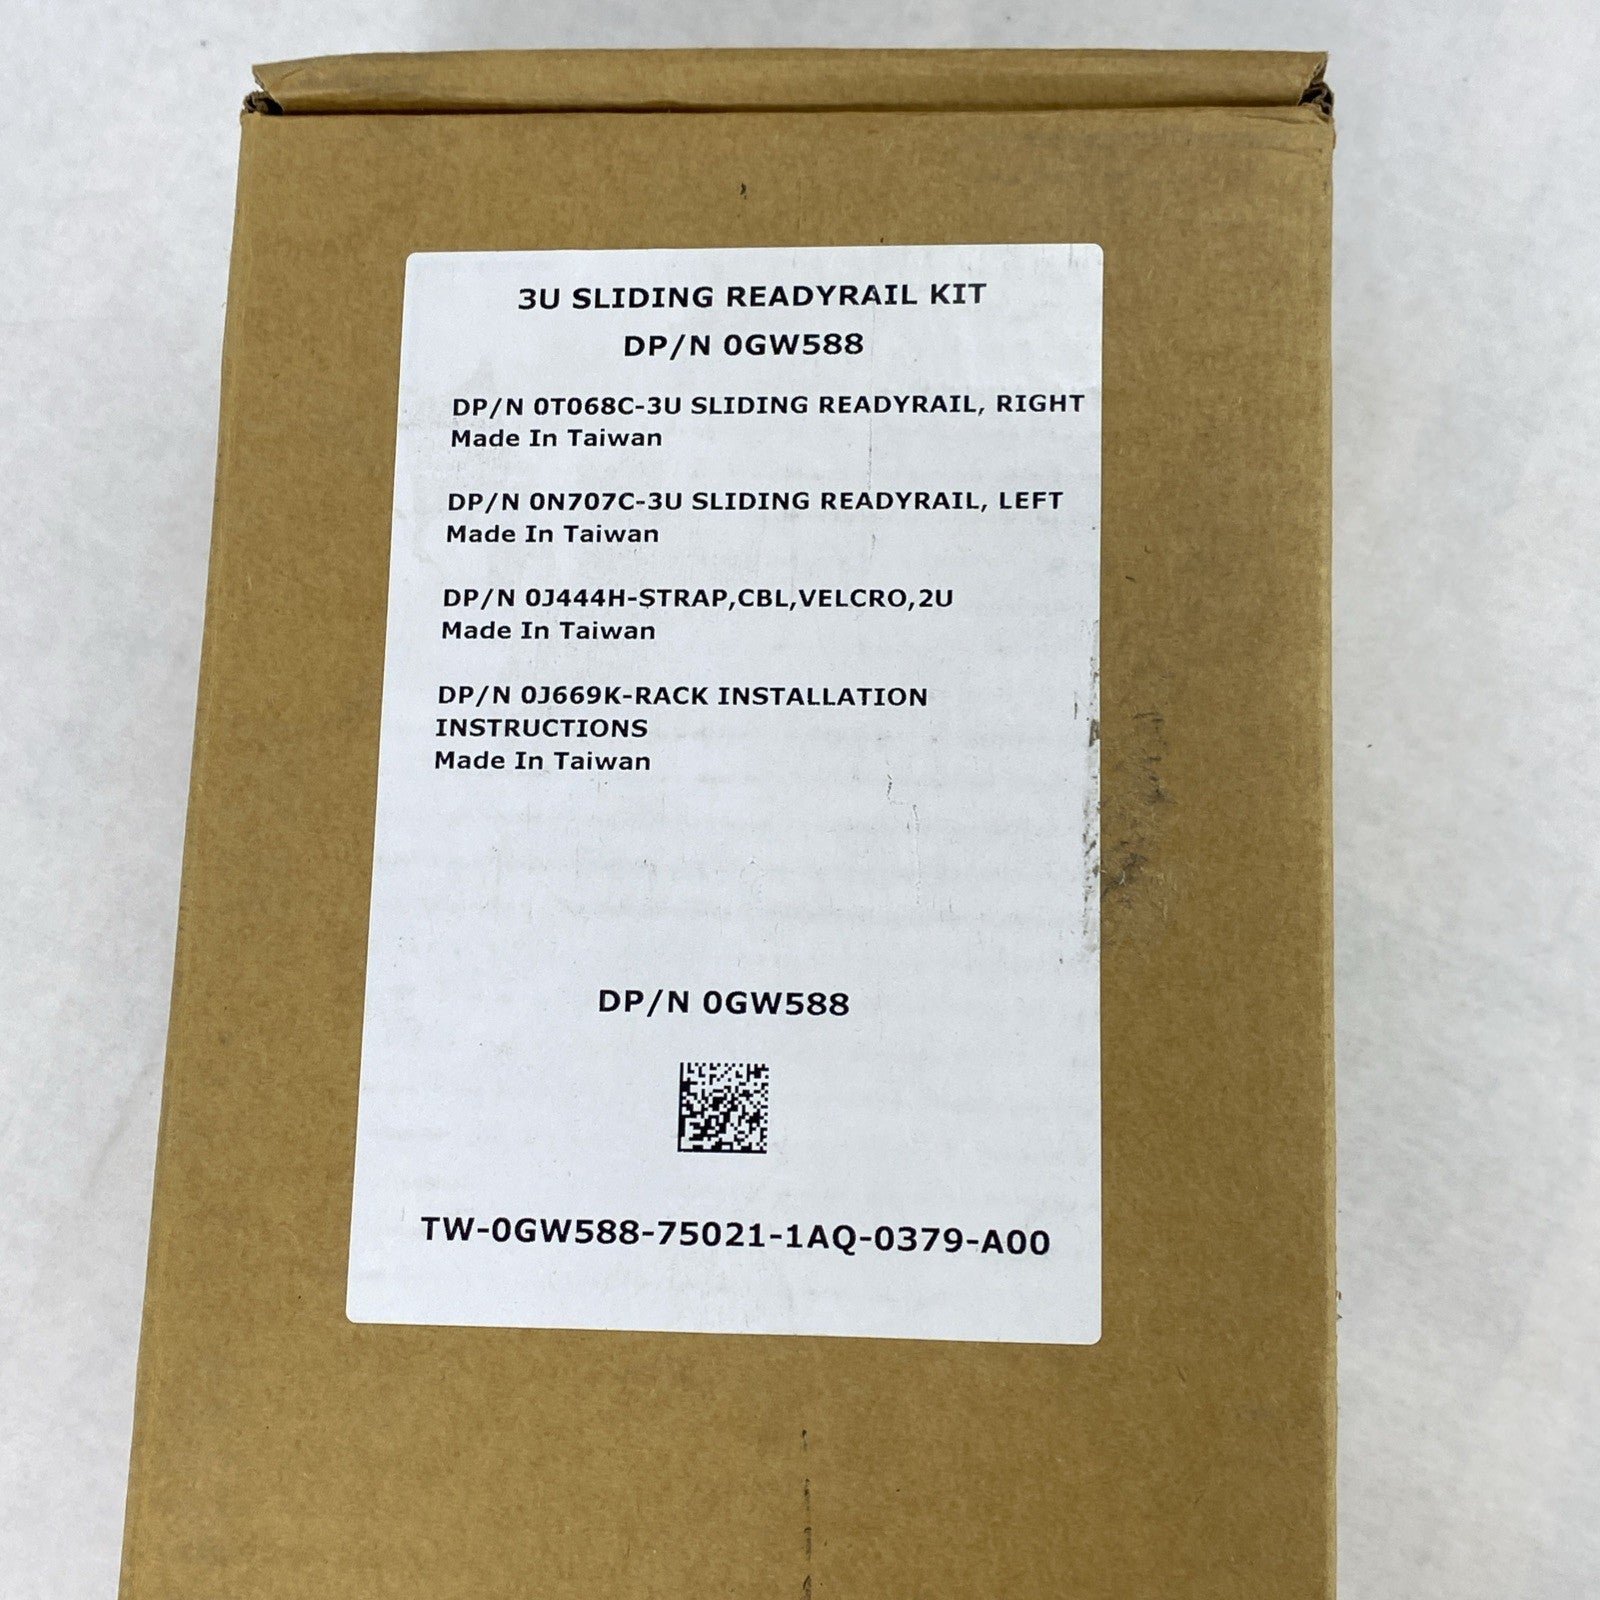 3U SLIDING READYRAIL KIT
DP/N 0GW588
DP/N 0T068C-3U SLIDING READYRAIL, RIGHT
Made In Taiwan
DP/N 0N707C-3U SLIDING READYRAIL, LEFT
Made In Taiwan
DP/N 0J444H-STRAP,CBL,VELCRO,2U
Made In Taiwan
DP/N 0J669K-RACK INSTALLATION
INSTRUCTIONS
Made In Taiwan
DP/N 0GW588
TW-0GW588-75021-1AQ-0379-A00